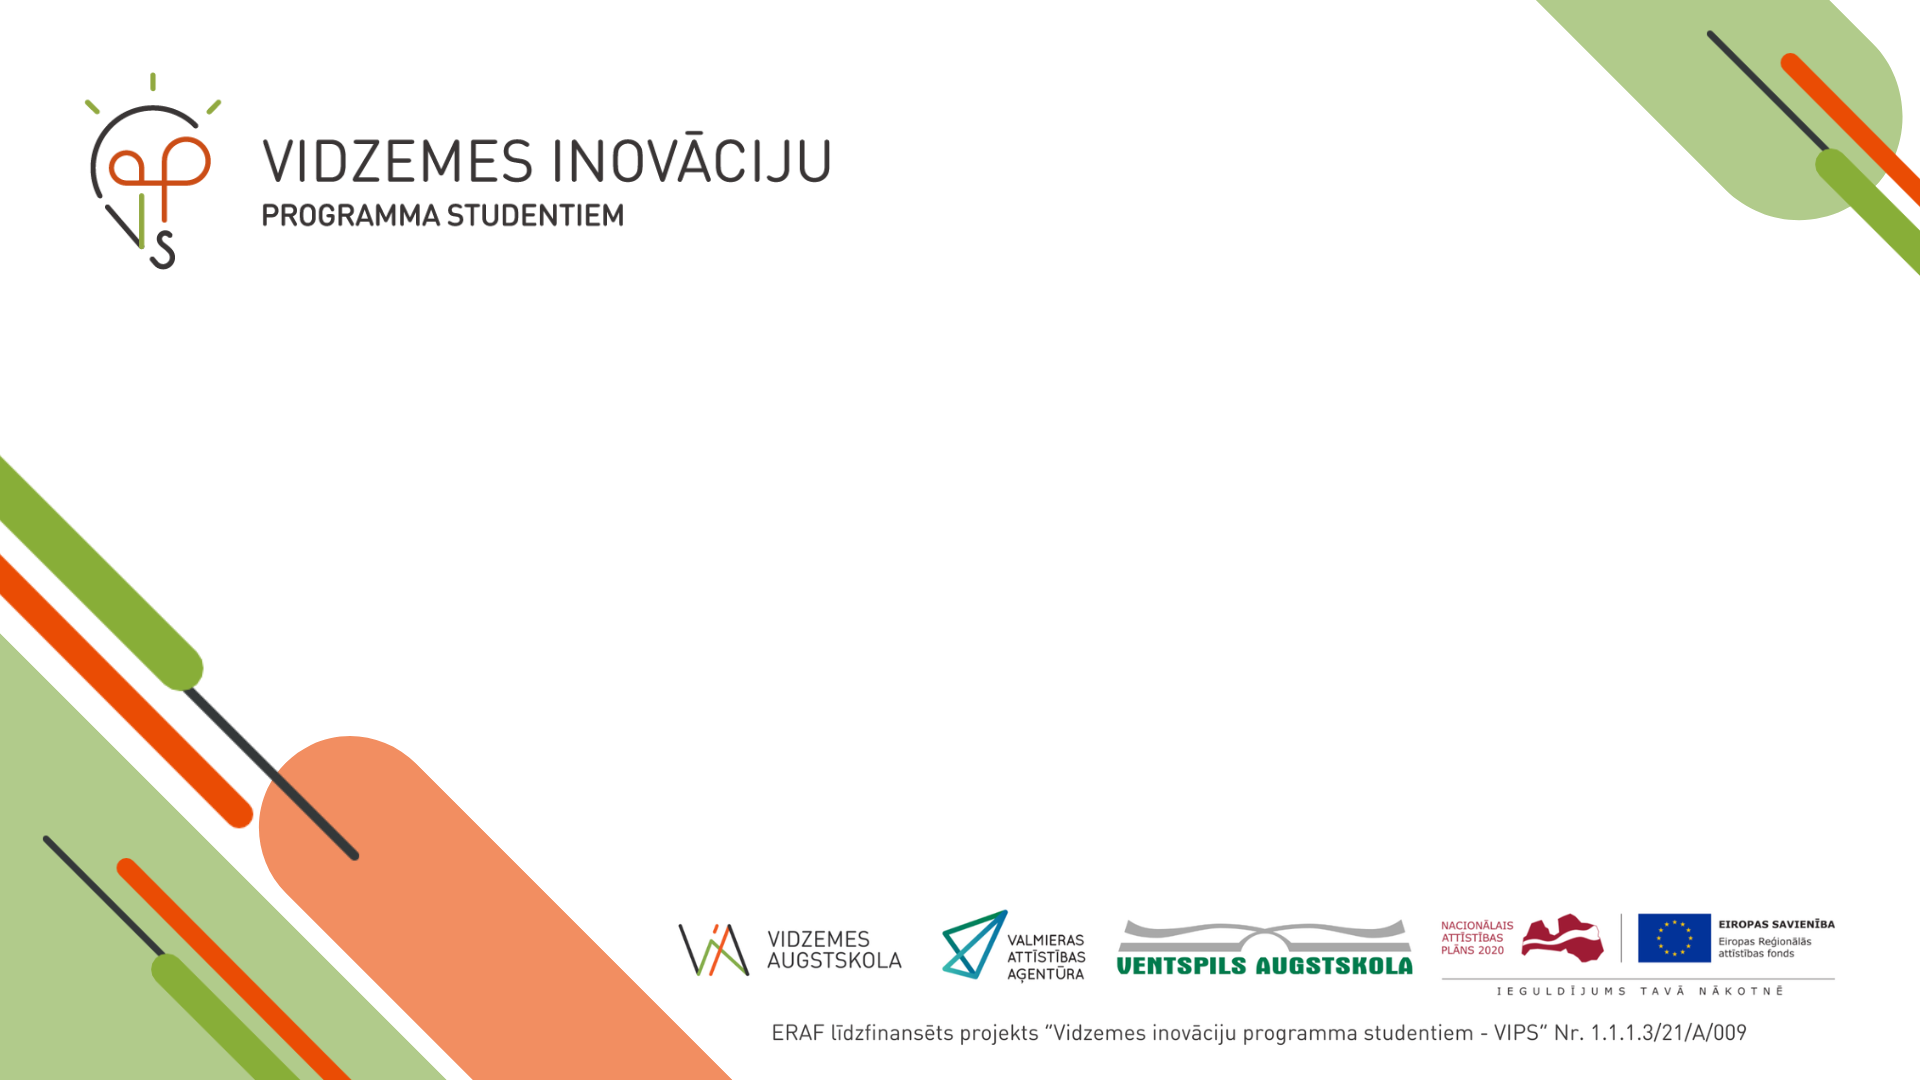 VIDZEMES INOVĀCIJU
PROGRAMMA STUDENTIEM
VIDZEMES
AUGSTSKOLA
VALMIERAS
ATTĪSTĪBAS
AĢENTŪRA
VENTSPILS AUGSTSKOLA
NACIONĀLAIS
ATTĪSTĪBAS
PLĀNS 2020
EIROPAS SAVIENĪBA
Eiropas Reģionālās
attīstības fonds
IEGULDĪJUMS TAVĀ NĀKOTNĒ
ERAF līdzfinansēts projekts "Vidzemes inovāciju programma studentiem - VIPS" Nr. 1.1.1.3/21/A/009